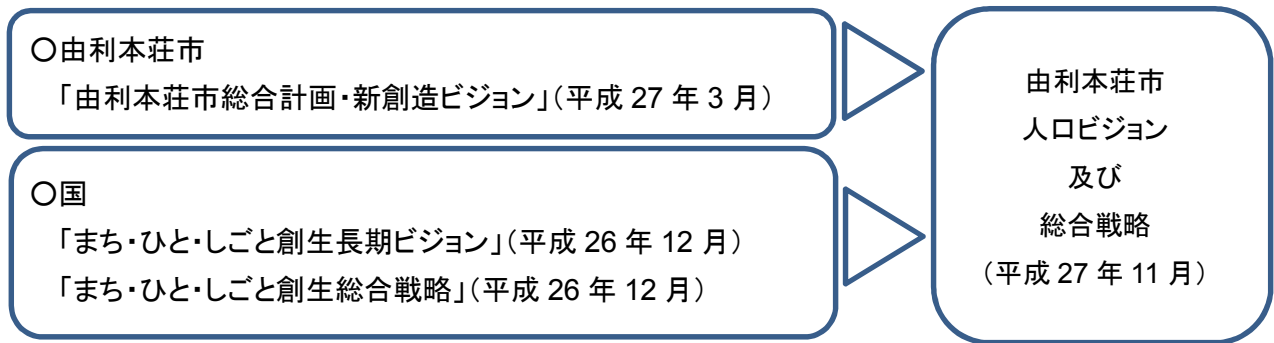 〇由利本荘市
「由利本荘市総合計画・新創造ビジョン」（平成 27 年 3 月）
〇国
「まち・ひと・しごと創生長期ビジョン」（平成 26 年 12 月）
「まち・ひと・しごと創生総合戦略」（平成 26 年 12 月）
由利本荘市
人口ビジョン
及び
総合戦略
（平成 27 年 11 月）